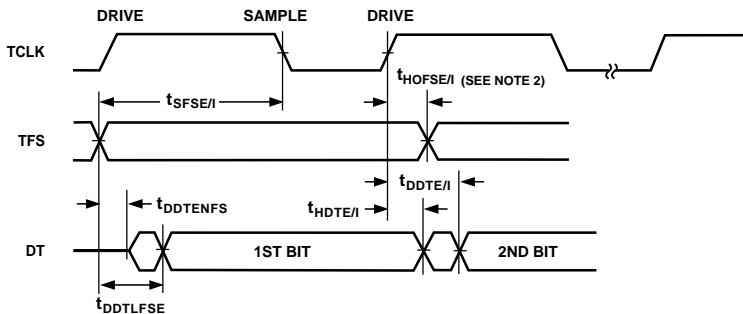 DRIVE SAMPLE DRIVE
TCLK
tHOFSE/I (SEE NOTE 2)
tSFSE/I
TFS
tDDTE/I
tDDTENFS
tHDTE/I
DT
1ST BIT
2ND BIT
tDDTLFSE